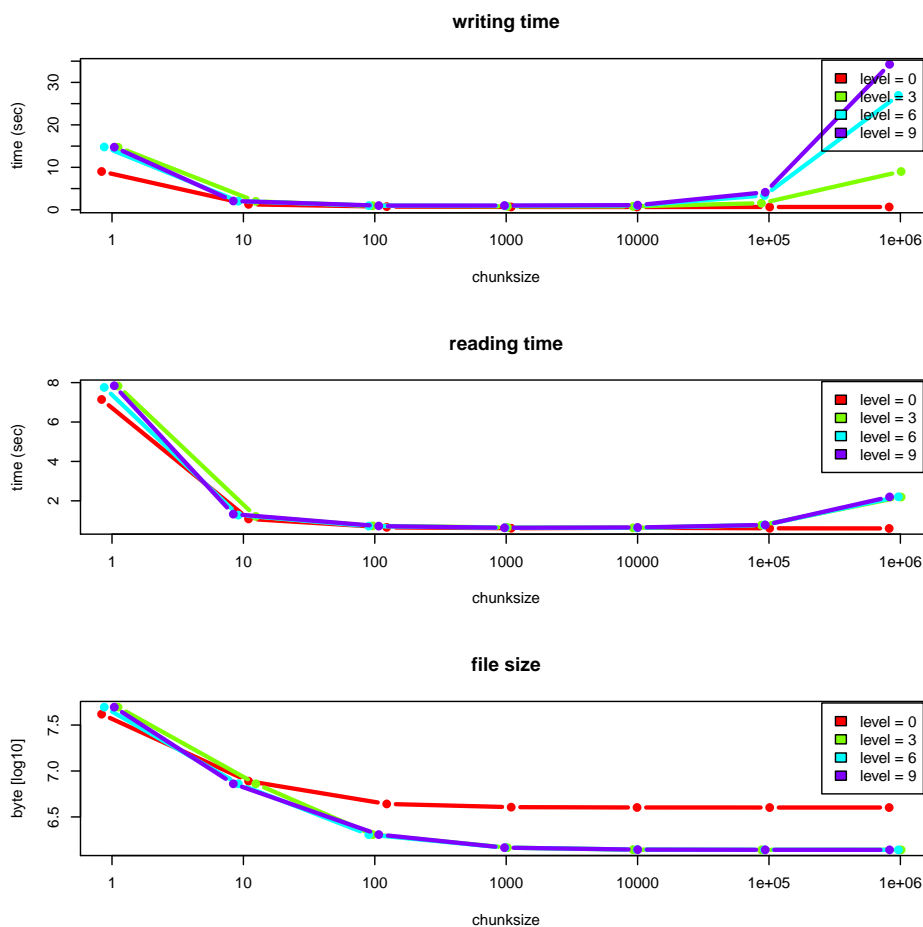 writing time
time (sec)
0
10
20
30
level = 0
level = 3
level = 6
level = 9
1
10
100
1000
10000
1e+05
1e+06
chunksize
reading time
time (sec)
2
4
6
8
level = 0
level = 3
level = 6
level = 9
1
10
100
1000
10000
1e+05
1e+06
chunksize
file size
byte [log10]
6.5
7.0
7.5
level = 0
level = 3
level = 6
level = 9
1
10
100
1000
10000
1e+05
1e+06
chunksize